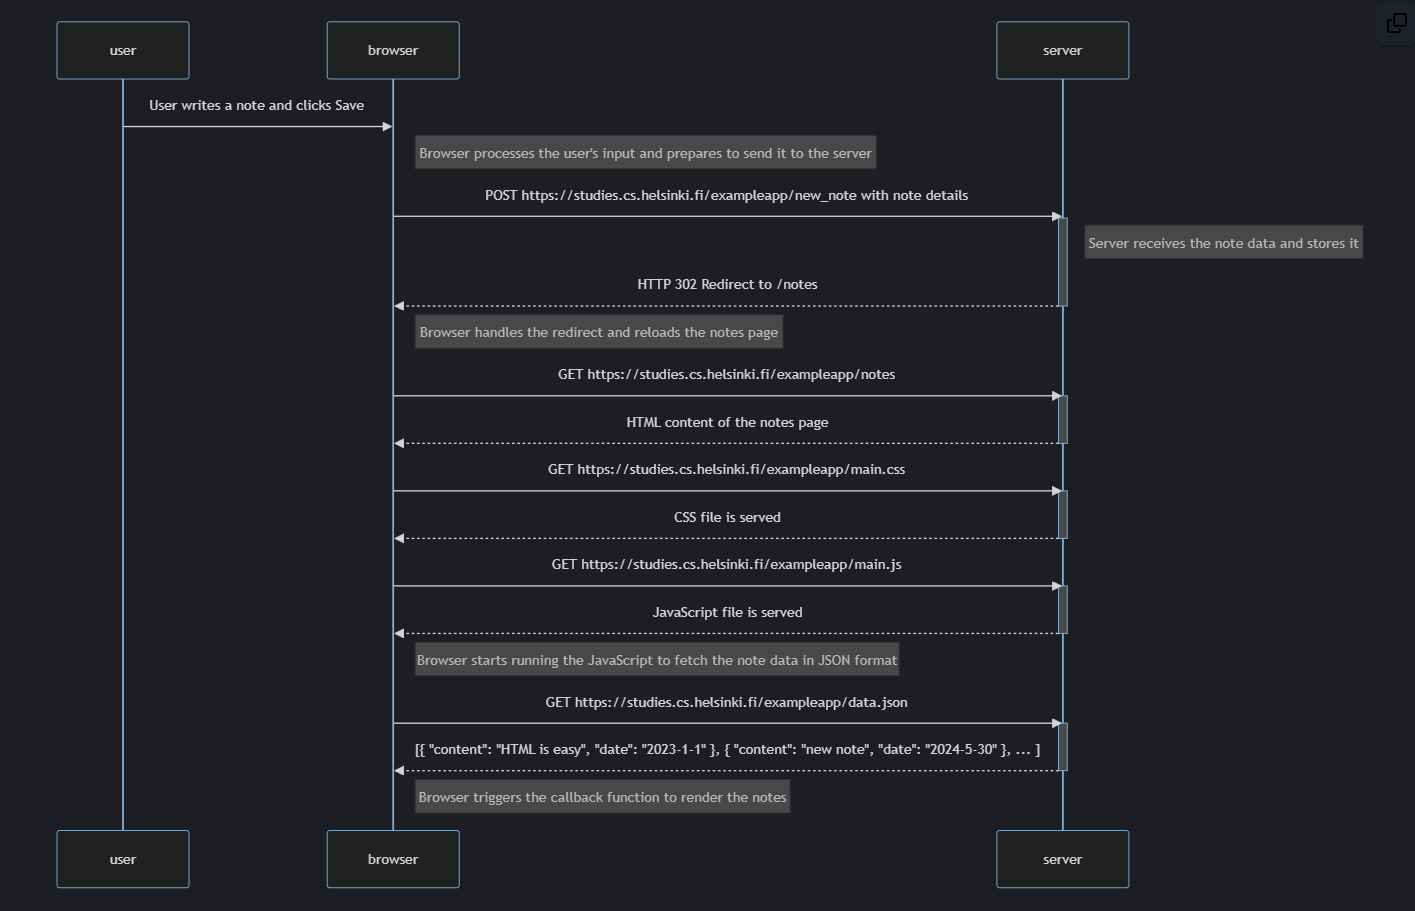 user
browser
server
User writes a note and clicks Save
Browser processes the user's input and prepares to send it to the server
POST https://studies.cs.helsinki.fi/exampleapp/new_note with note details
Server receives the note data and stores it
HTTP 302 Redirect to /notes
Browser handles the redirect and reloads the notes page
GET https://studies.cs.helsinki.fi/exampleapp/notes
HTML content of the notes page
GET https://studies.cs.helsinki.fi/exampleapp/main.css
CSS file is served
GET https://studies.cs.helsinki.fi/exampleapp/main.js
JavaScript file is served
Browser starts running the JavaScript to fetch the note data in JSON format
GET https://studies.cs.helsinki.fi/exampleapp/data.json
[{ "content": "HTML is easy", "date": "2023-1-1" }, { "content": "new note", "date": "2024-5-30" }, ... ]
Browser triggers the callback function to render the notes
user
browser
server